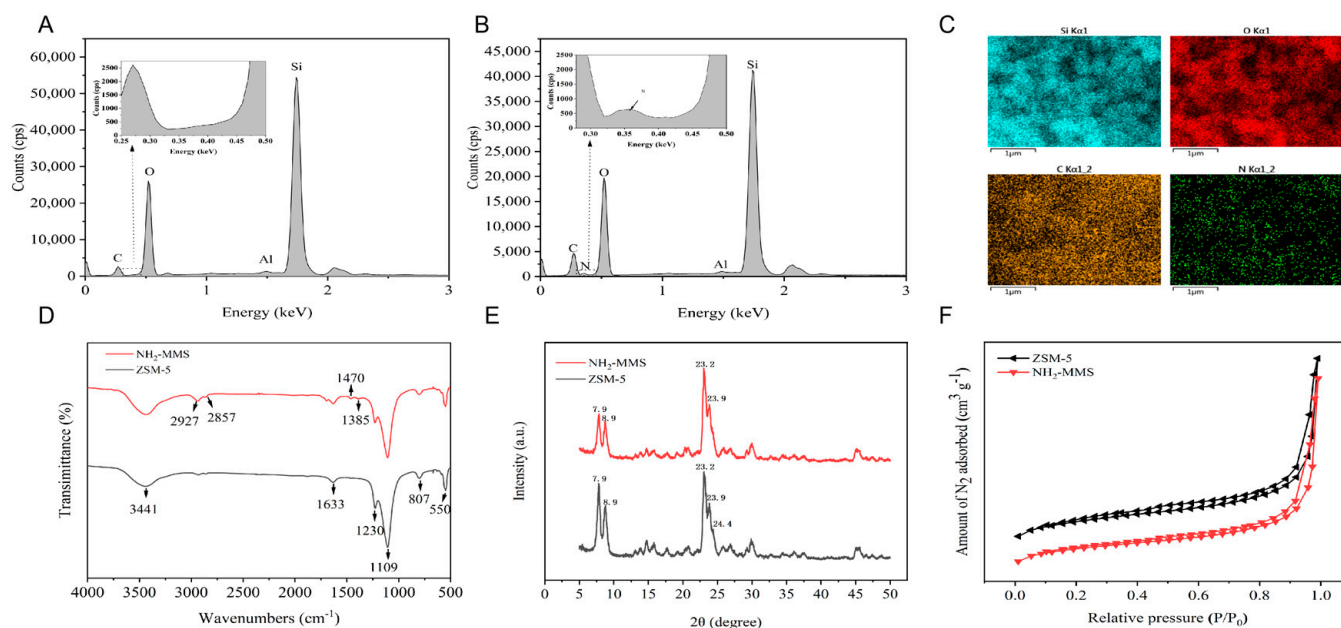 A
60,000
50,000
40,000
30,000
20,000
10,000
0
Counts (cps)
0
1
2
3
Energy (keV)
C
O
Al
Si
2500
2000
1500
1000
500
0
Counts (cps)
0.25
0.30
0.35
0.40
0.45
0.50
Energy (keV)
B
45,000
40,000
35,000
30,000
25,000
20,000
15,000
10,000
5,000
0
Counts (cps)
0
1
2
3
Energy (keV)
C
N
O
Al
Si
2500
2000
1500
1000
500
0
Counts (cps)
N
0.30
0.35
0.40
0.45
0.50
Energy (keV)
C
Si Kα1
1μm
O Kα1
1μm
C Kα1_2
1μm
N Kα1_2
1μm
D
NH2-MMS
ZSM-5
Transimittance (%)
2927
2857
1470
1385
3441
1633
1230
1109
807
550
4000
3000
2500
2000
1500
1000
500
Wavenumbers (cm-1)
E
NH2-MMS
ZSM-5
Intensity (a.u.)
7.9
8.9
23.2
23.9
7.9
8.9
23.2
23.9
24.4
0
5
10
15
20
25
30
35
40
45
50
2θ (degree)
F
ZSM-5
NH2-MMS
Amount of N2 adsorbed (cm3 g-1)
0.0
0.2
0.4
0.6
0.8
1.0
Relative pressure (P/P0)